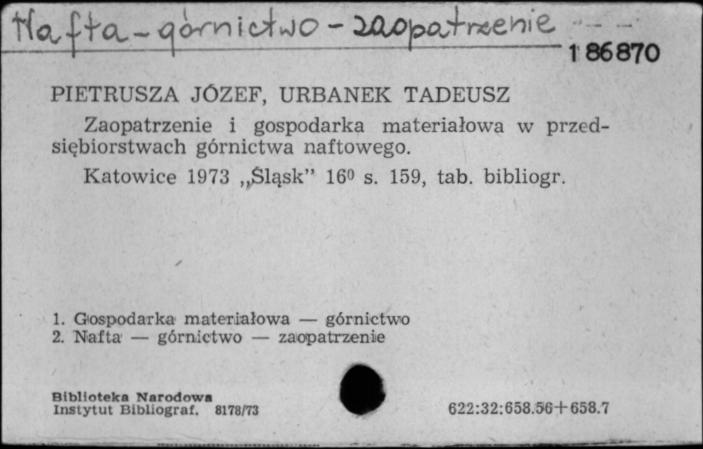 Nafta - górnictwo - zaopatrzenie
186870
PIETRUSZA JÓZEF, URBANEK TADEUSZ
Zaopatrzenie i gospodarka materiałowa w przed-
siębiorstwach górnictwa naftowego.
Katowice 1973 „Śląsk" 16⁰ s. 159, tab. bibliogr.
1. Gospodarka materiałowa — górnictwo
2. Nafta — górnictwo — zaopatrzenie
Biblioteka Narodowa
Instytut Bibliograf. 8178/73
622:32:658.56+658.7